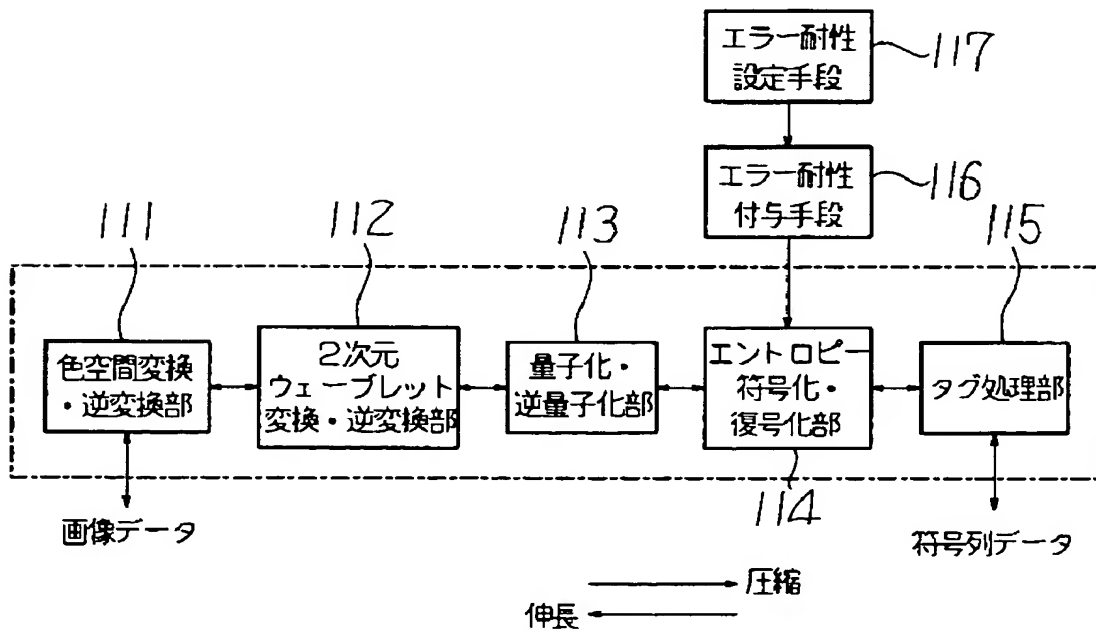 エラー耐性
設定手段
117
エラー耐性
付与手段
116
111
112
113
115
色空間変換
・逆変換部
2次元
ウェーブレット
変換・逆変換部
量子化・
逆量子化部
エントロピー
符号化・
復号化部
タグ処理部
114
画像データ
符号列データ
圧縮
伸長